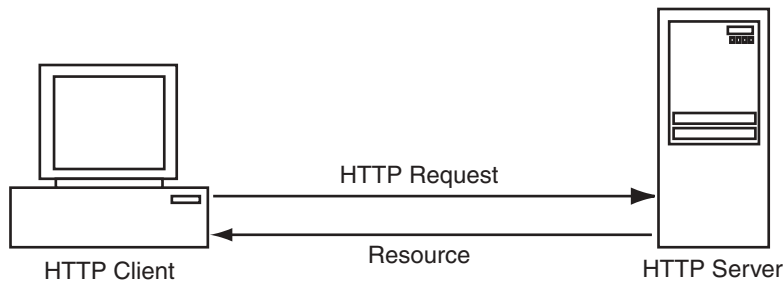 HTTP Request
Resource
HTTP Client
HTTP Server